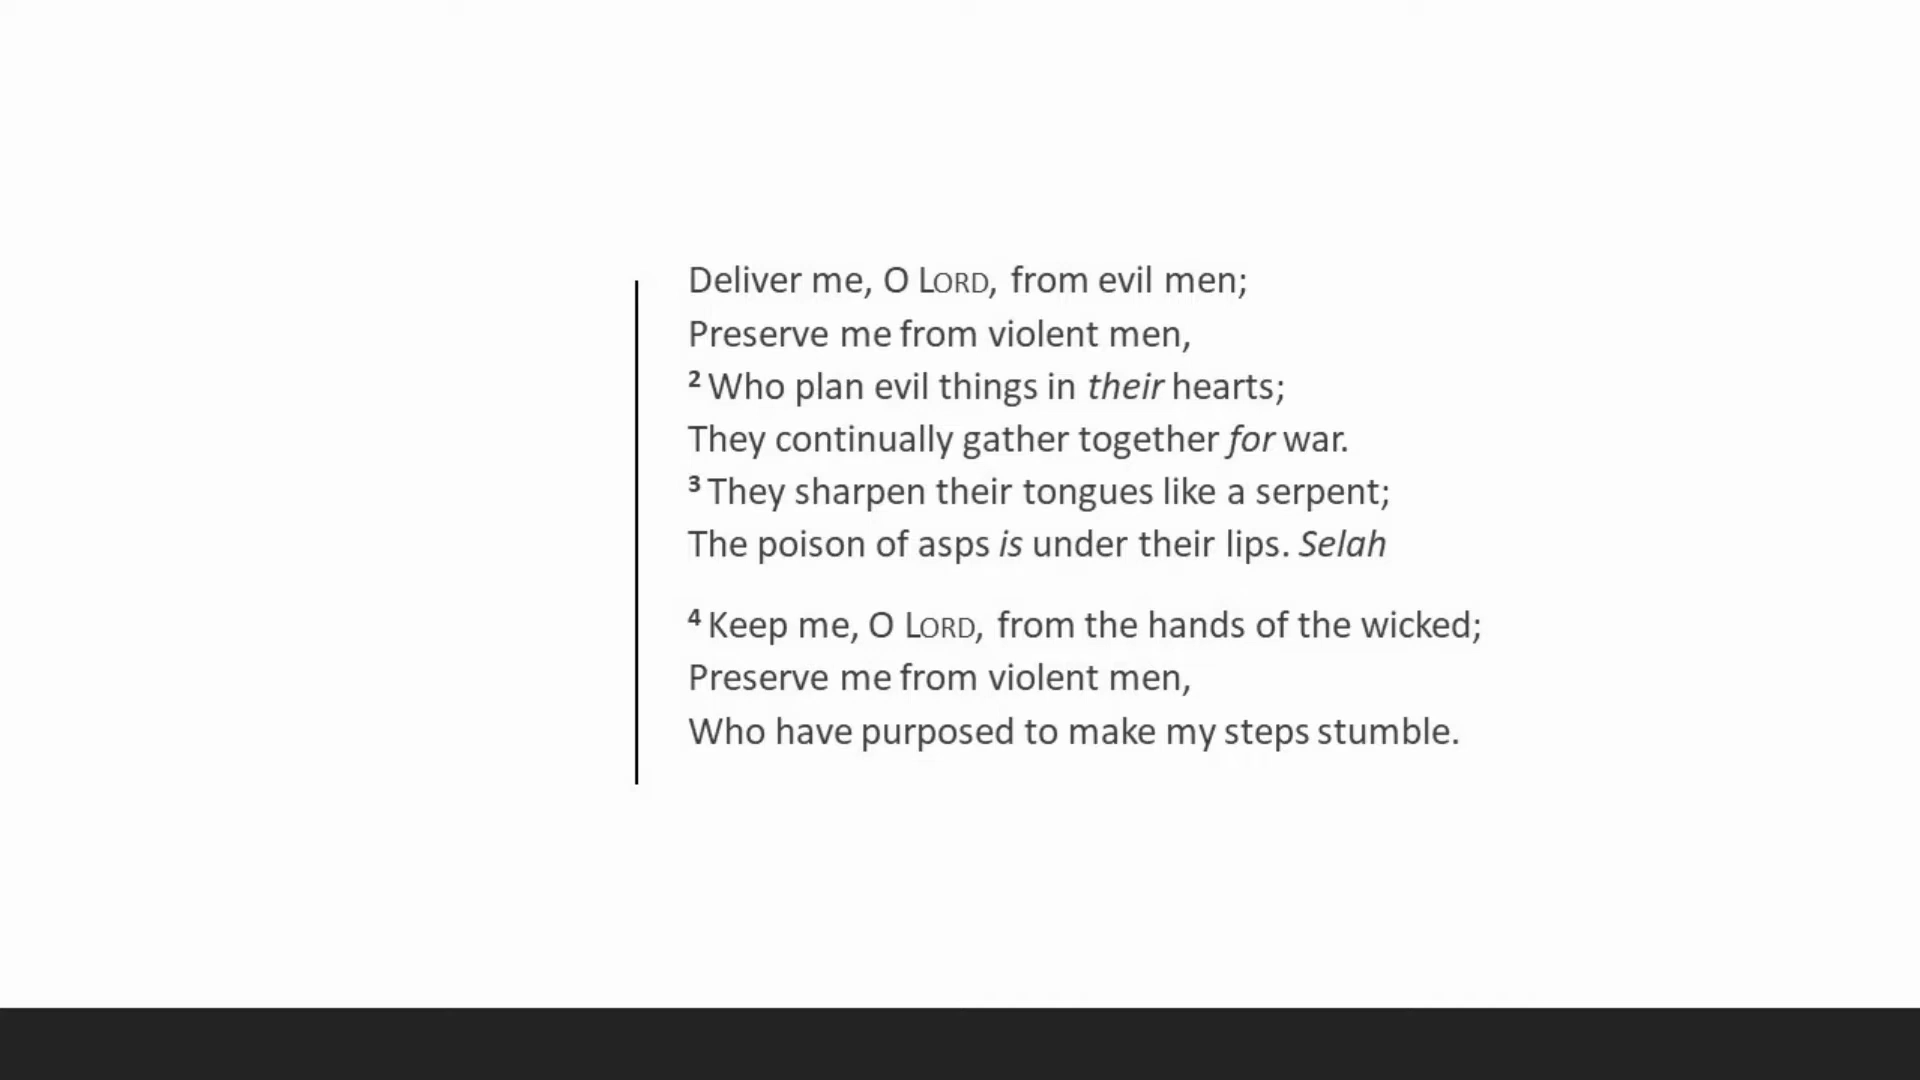 Deliver me, O LORD, from evil men;
Preserve me from violent men,
2 Who plan evil things in their hearts;
They continually gather together for war.
3 They sharpen their tongues like a serpent;
The poison of asps is under their lips. Selah
4 Keep me, O LORD, from the hands of the wicked;
Preserve me from violent men,
Who have purposed to make my steps stumble.